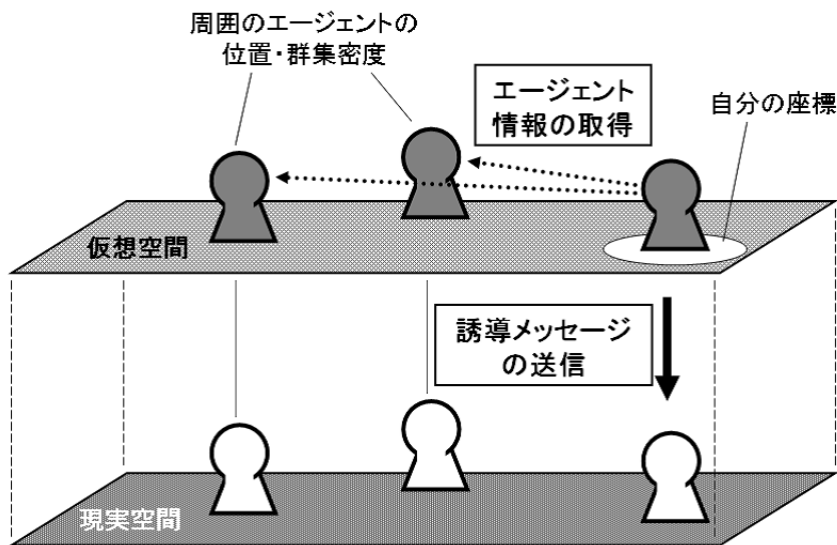 周囲のエージェントの
位置・群集密度
エージェント
情報の取得
自分の座標
仮想空間
誘導メッセージ
の送信
現実空間